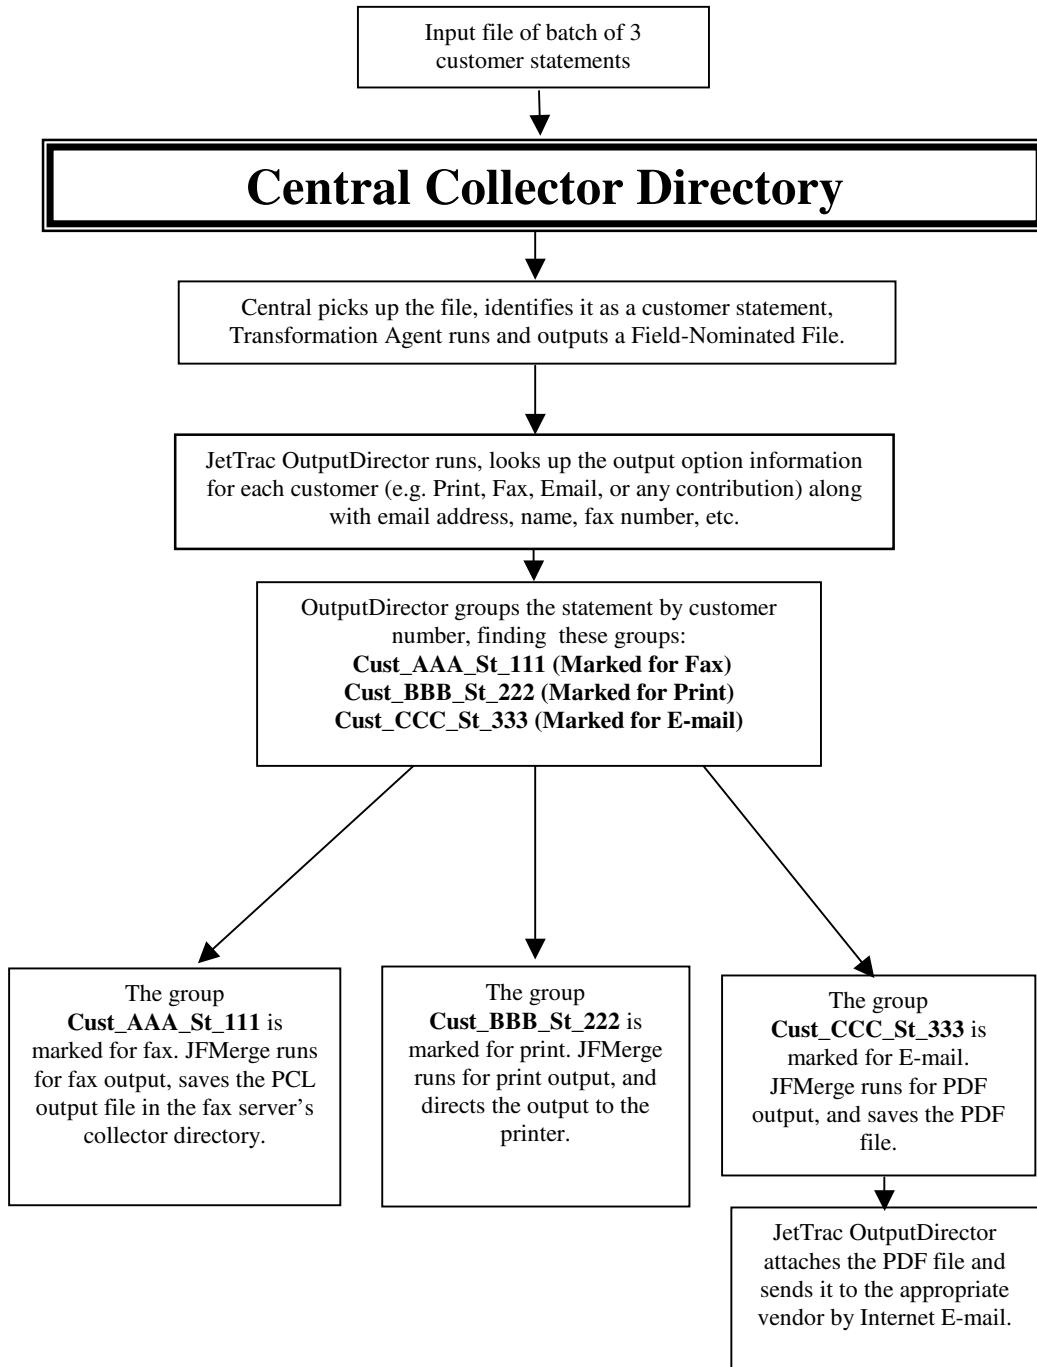 Input file of batch of 3
customer statements
Central Collector Directory
Central picks up the file, identifies it as a customer statement,
Transformation Agent runs and outputs a Field-Nominated File.
JetTrac OutputDirector runs, looks up the output option information
for each customer (e.g. Print, Fax, Email, or any contribution) along
with email address, name, fax number, etc.
OutputDirector groups the statement by customer
number, finding these groups:
Cust_AAA_St_111 (Marked for Fax)
Cust_BBB_St_222 (Marked for Print)
Cust_CCC_St_333 (Marked for E-mail)
The group
Cust_AAA_St_111 is
marked for fax. JFMerge runs
for fax output, saves the PCL
output file in the fax server’s
collector directory.
The group
Cust_BBB_St_222 is
marked for print. JFMerge
runs for print output, and
directs the output to the
printer.
The group
Cust_CCC_St_333 is
marked for E-mail.
JFMerge runs for PDF
output, and saves the PDF
file.
JetTrac OutputDirector
attaches the PDF file and
sends it to the appropriate
vendor by Internet E-mail.